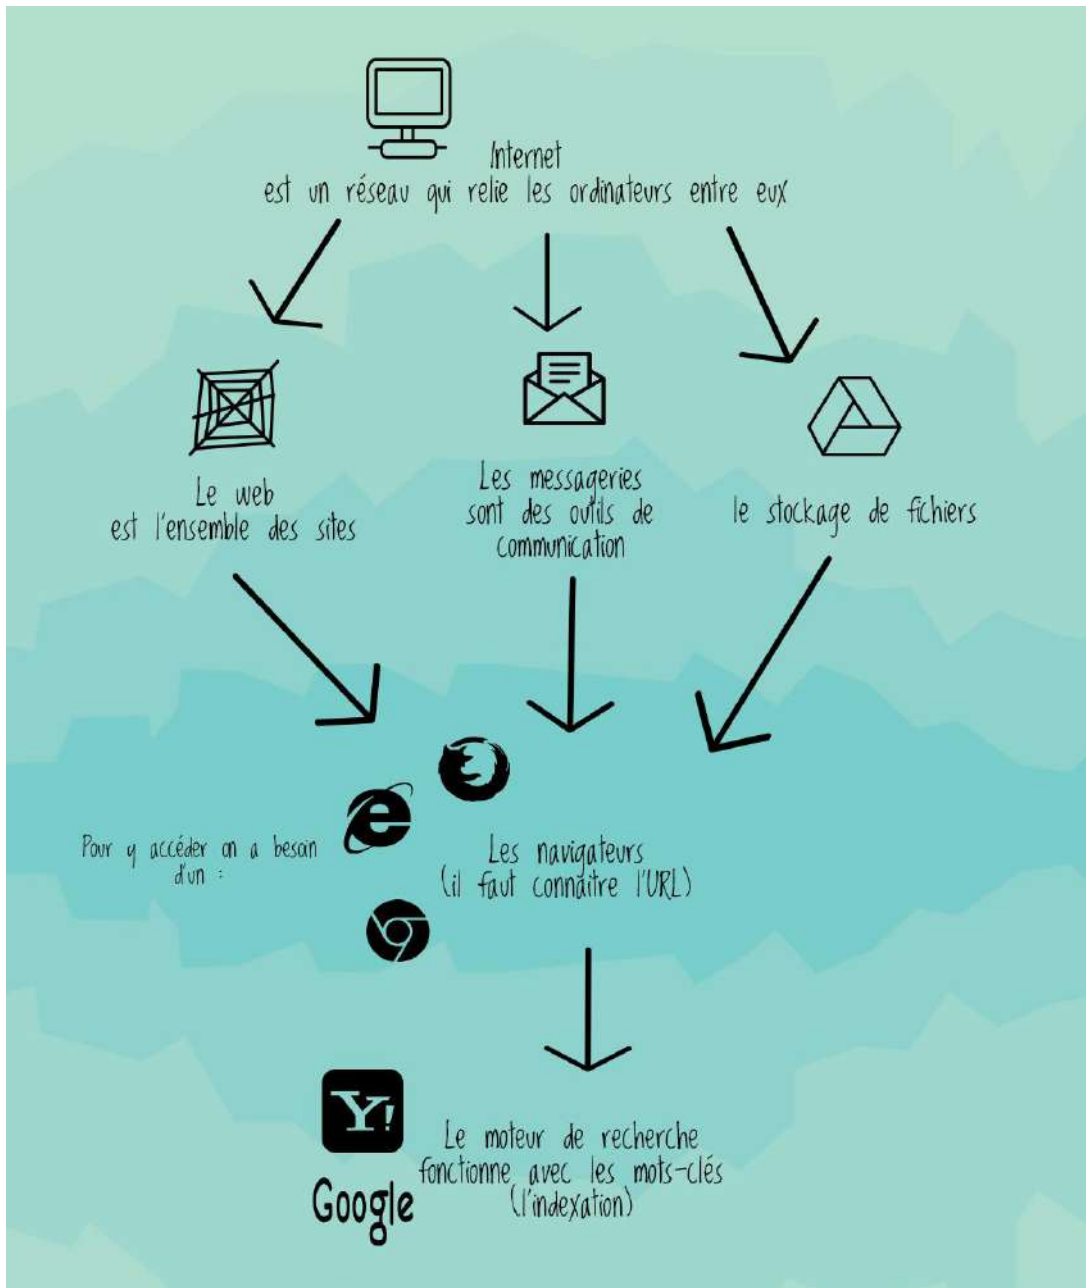 Internet
est un réseau qui relie les ordinateurs entre eux
Le web
est l'ensemble des sites
Les messageries
sont des outils de
communication
le stockage de fichiers
Pour y accéder on a besoin
d'un :
Les navigateurs
(il faut connaitre l'URL)
Y!
Google
Le moteur de recherche
fonctionne avec les mots-clés
(l'indexation)